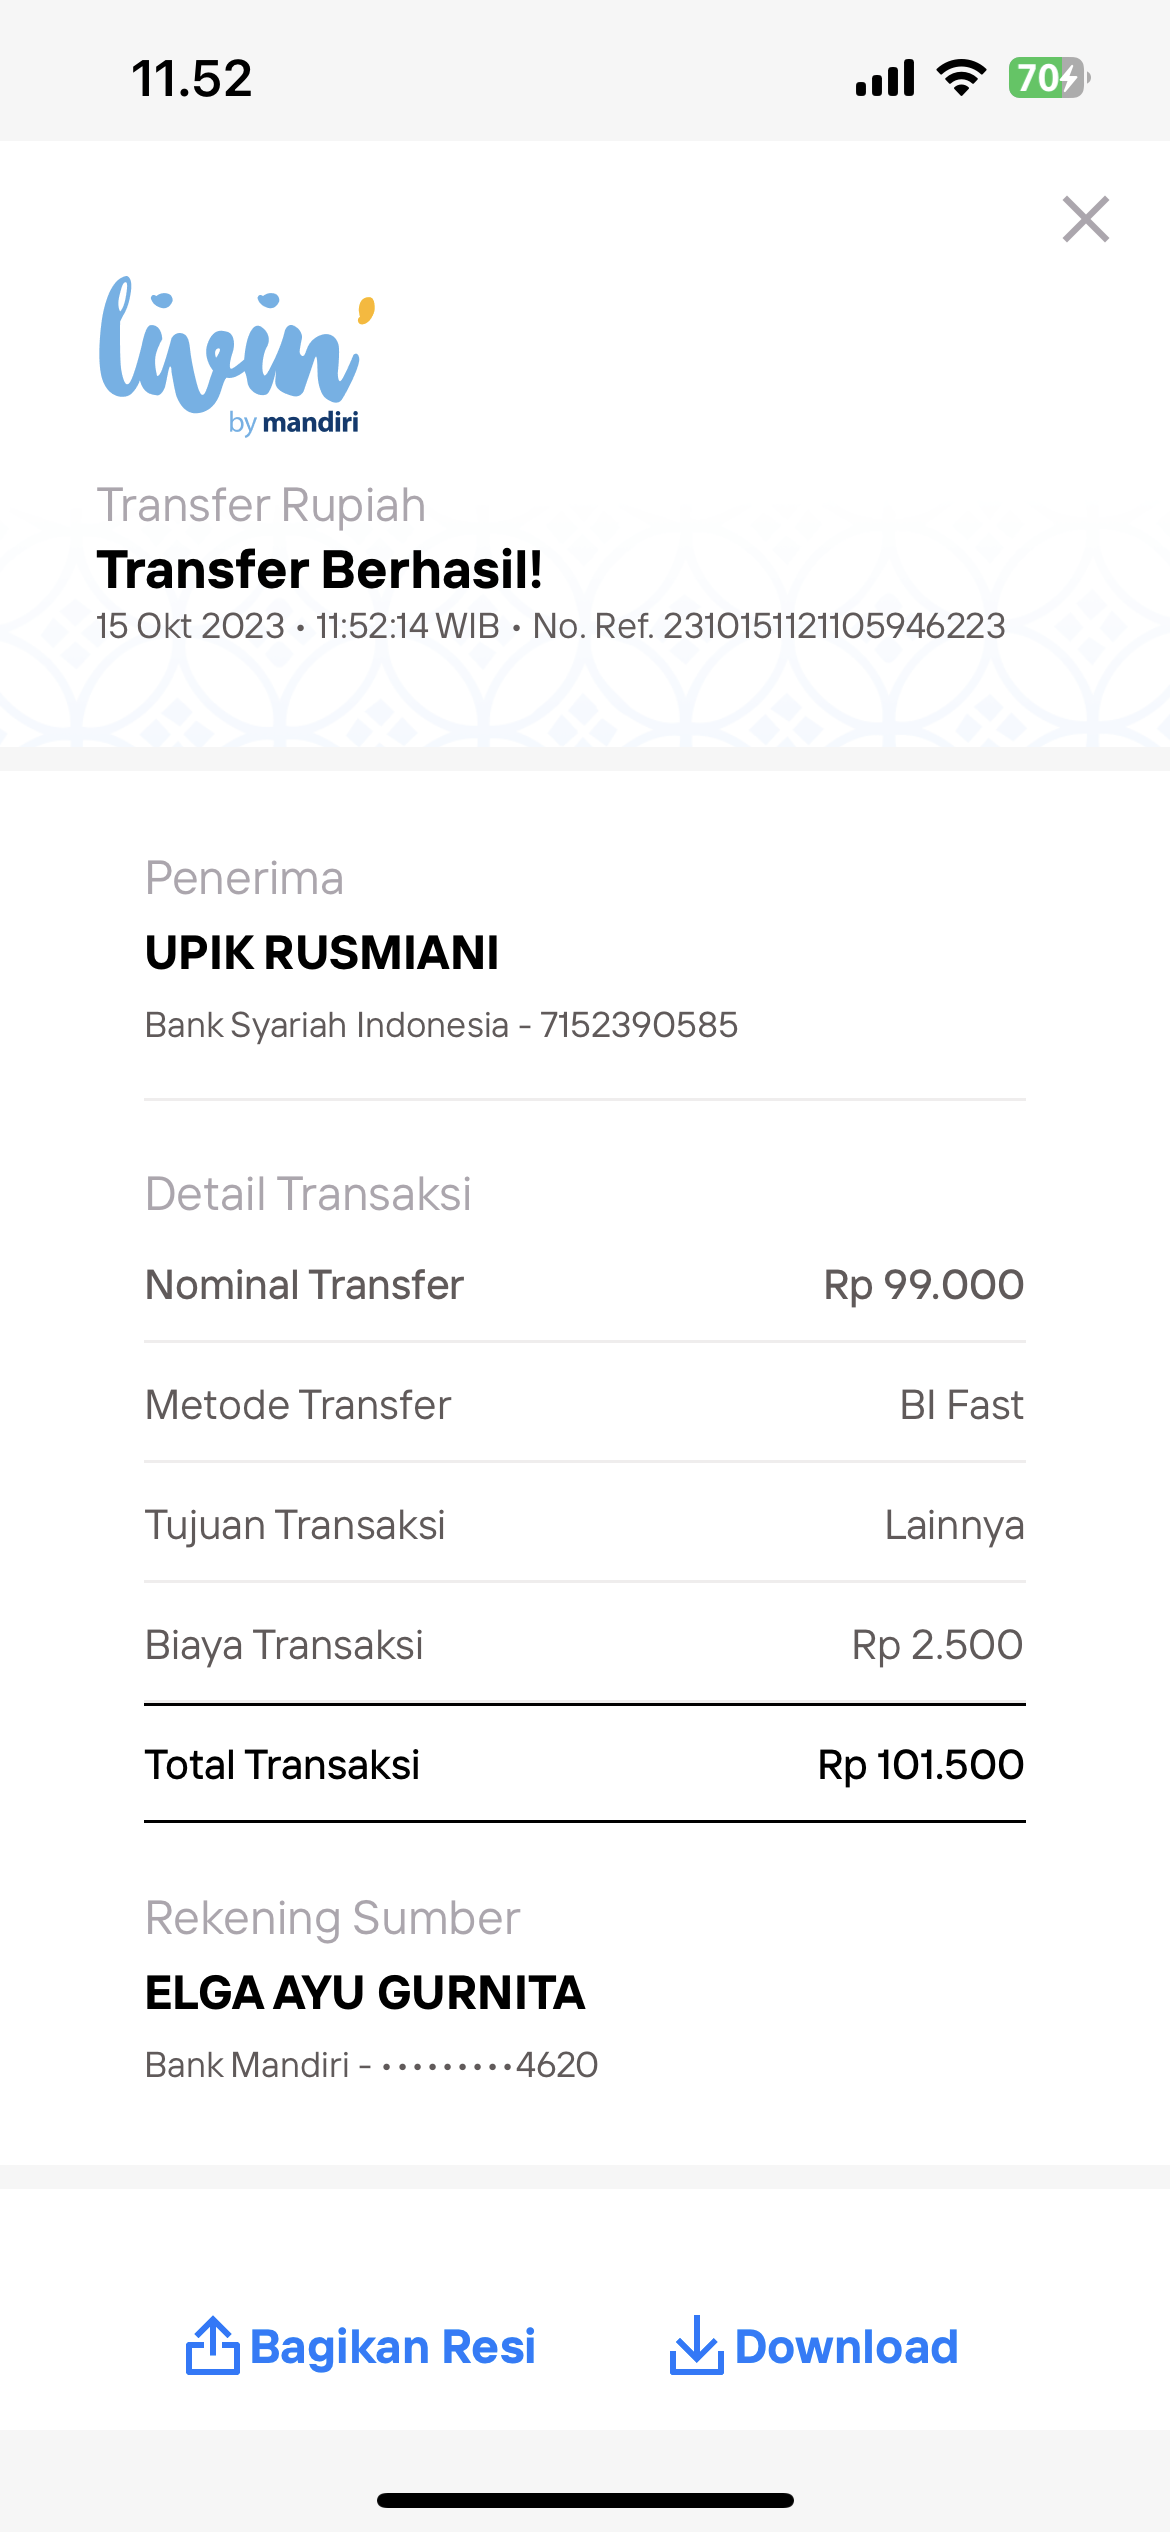 11.52
70
livin'
by mandiri
Transfer Rupiah
Transfer Berhasil!
15 Okt 2023 • 11:52:14 WIB • No. Ref. 2310151121105946223
Penerima
UPIK RUSMIANI
Bank Syariah Indonesia - 7152390585
Detail Transaksi
Nominal Transfer Rp 99.000
Metode Transfer BI Fast
Tujuan Transaksi Lainnya
Biaya Transaksi Rp 2.500
Total Transaksi Rp 101.500
Rekening Sumber
ELGA AYU GURNITA
Bank Mandiri - •••••••••4620
Bagikan Resi Download